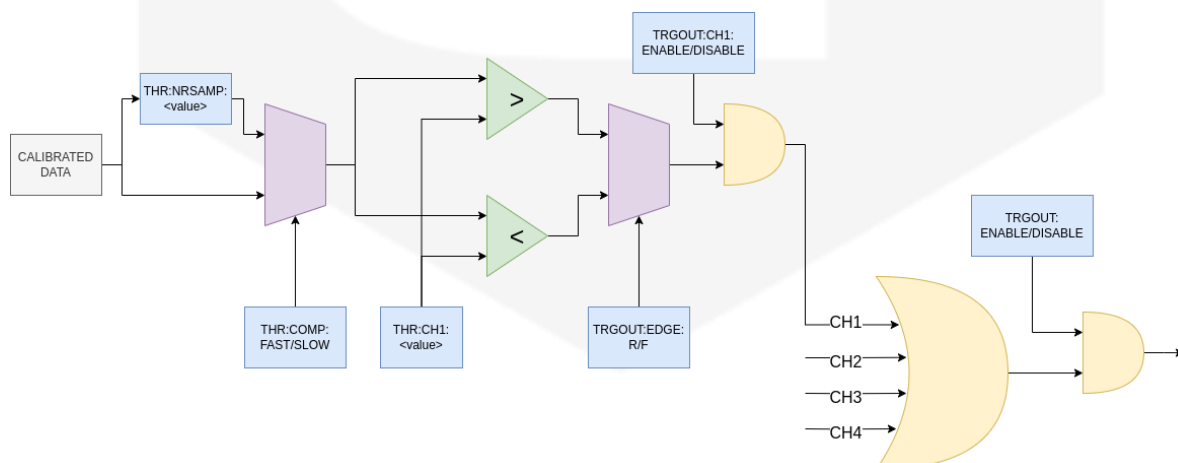 TRGOUT:CH1:
ENABLE/DISABLE
THR:NRSAMP:
<value>
>
CALIBRATED
DATA
<
TRGOUT:
ENABLE/DISABLE
THR:COMP:
FAST/SLOW
THR:CH1:
<value>
TRGOUT:EDGE:
R/F
CH1
CH2
CH3
CH4